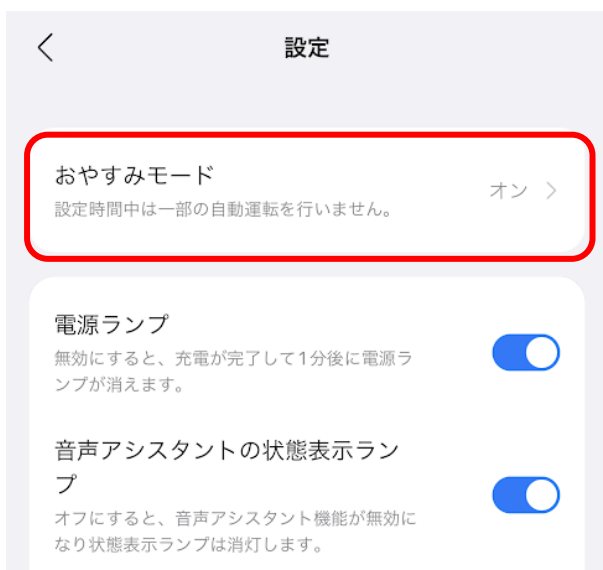 設定
おやすみモード
オン
設定時間中は一部の自動運転を行いません。
電源ランプ
無効にすると、充電が完了して1分後に電源ラ
ンプが消えます。
音声アシスタントの状態表示ラン
プ
オフにすると、音声アシスタント機能が無効に
なり状態表示ランプは消灯します。